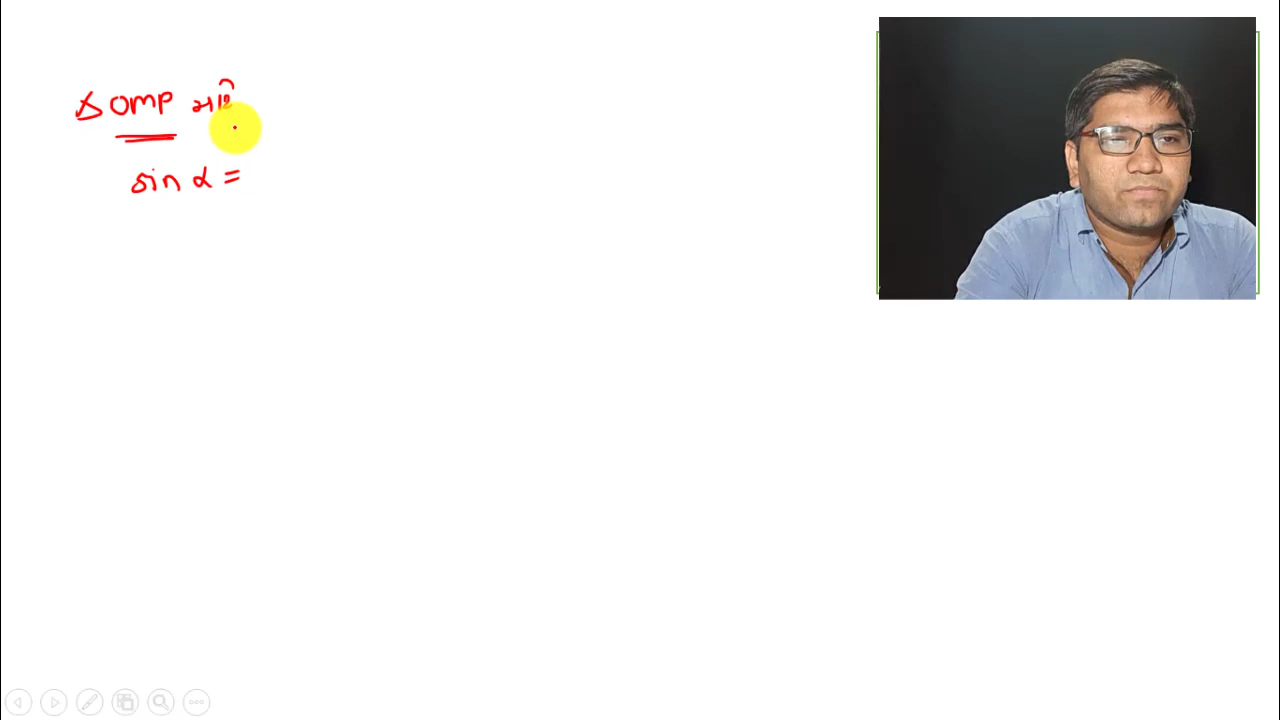 △ OMP માટે
sin α =